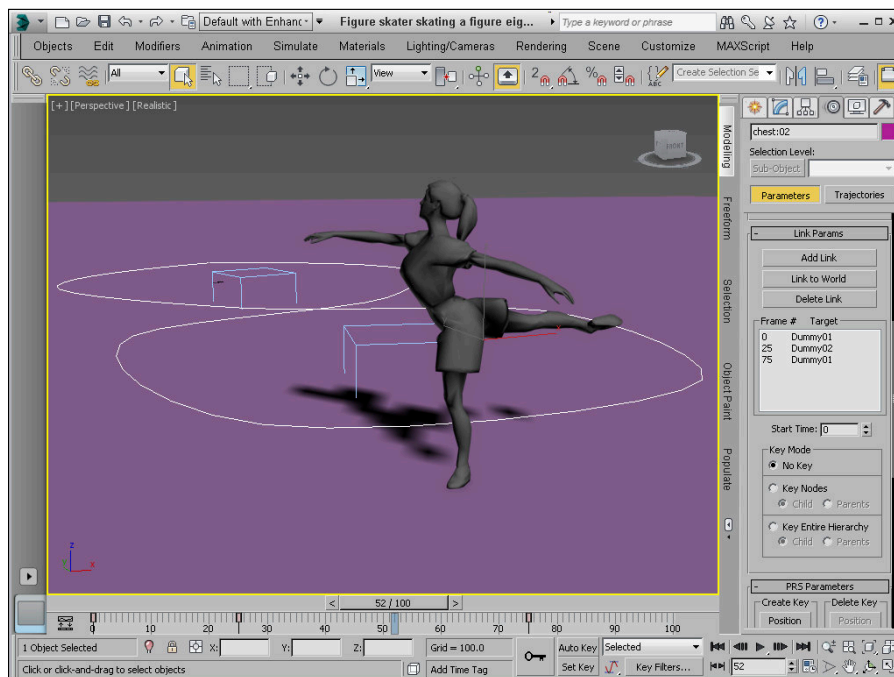 Default with Enhanc
Figure skater skating a figure eig...
Type a keyword or phrase
Objects Edit Modifiers Animation Simulate Materials Lighting/Cameras Rendering Scene Customize MAXScript Help
All
View
2
%
ABC
Create Selection Se
[+] [Perspective] [Realistic]
FRONT
Modeling
Freeform
Selection
Object Paint
Populate
chest:02
Selection Level:
Sub-Object
Parameters Trajectories
- Link Params
Add Link
Link to World
Delete Link
Frame # Target
0 Dummy01
25 Dummy02
75 Dummy01
Start Time: 0
Key Mode
No Key
Key Nodes
Child Parents
Key Entire Hierarchy
Child Parents
- PRS Parameters
Create Key Delete Key
Position Position
z
x
< 52 / 100 >
0 10 20 30 40 50 60 70 80 90 100
1 Object Selected X: Y: Z: Grid = 100.0 Auto Key Selected
Click or click-and-drag to select objects Add Time Tag Set Key Key Filters... 52